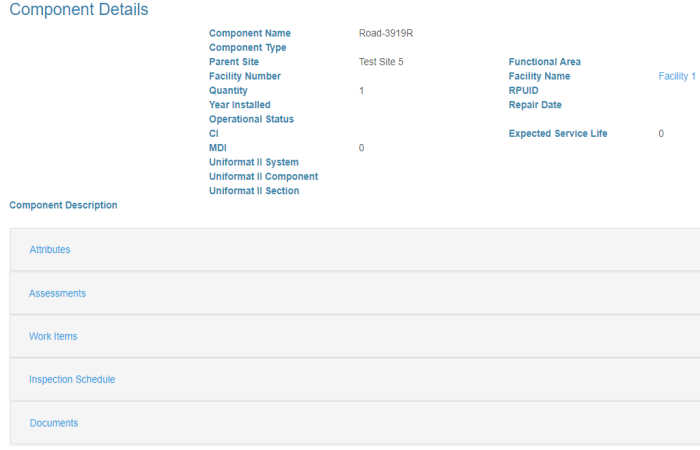 Component Details
Component Name Road-3919R
Component Type
Parent Site Test Site 5 Functional Area
Facility Number Facility Name Facility 1
Quantity 1 RPUID
Year Installed Repair Date
Operational Status
CI Expected Service Life 0
MDI 0
Uniformat II System
Uniformat II Component
Uniformat II Section
Component Description
Attributes
Assessments
Work Items
Inspection Schedule
Documents